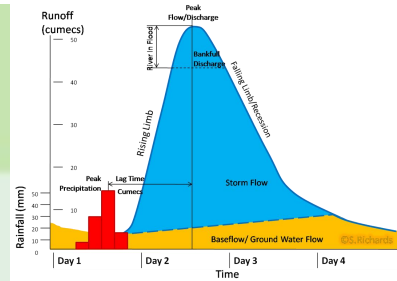 Runoff
(cumecs)
Peak
Flow/Discharge
50
40
30
20
10
River in Flood
Bankfull
Discharge
Rising Limb
Falling Limb/Recession
Peak
Precipitation
Lag Time
Cumecs
Storm Flow
Rainfall (mm)
50
40
30
20
10
0
Baseflow/ Ground Water Flow
©S.Richards
Day 1
Day 2
Day 3
Day 4
Time